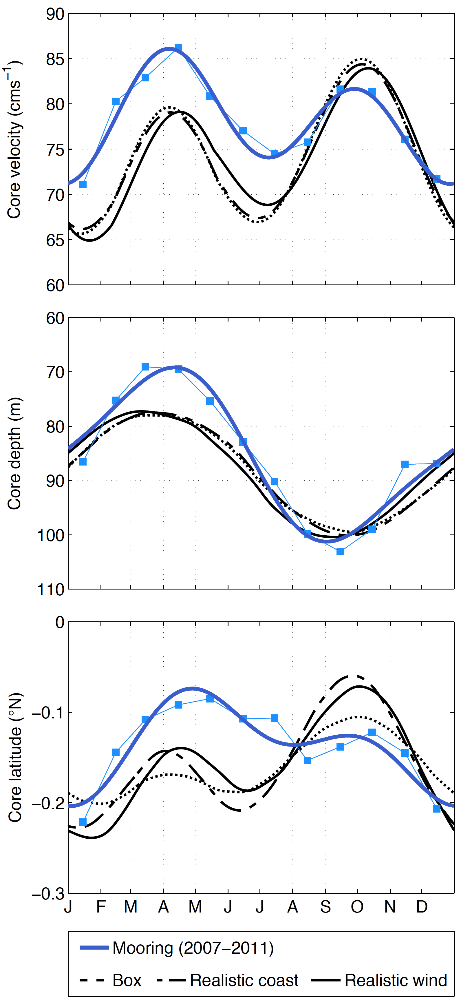 90
85
80
75
70
65
60
Core velocity (cms⁻¹)
60
70
80
90
100
110
Core depth (m)
0
−0.1
−0.2
−0.3
Core latitude (°N)
J F M A M J J A S O N D
Mooring (2007−2011)
Box Realistic coast Realistic wind